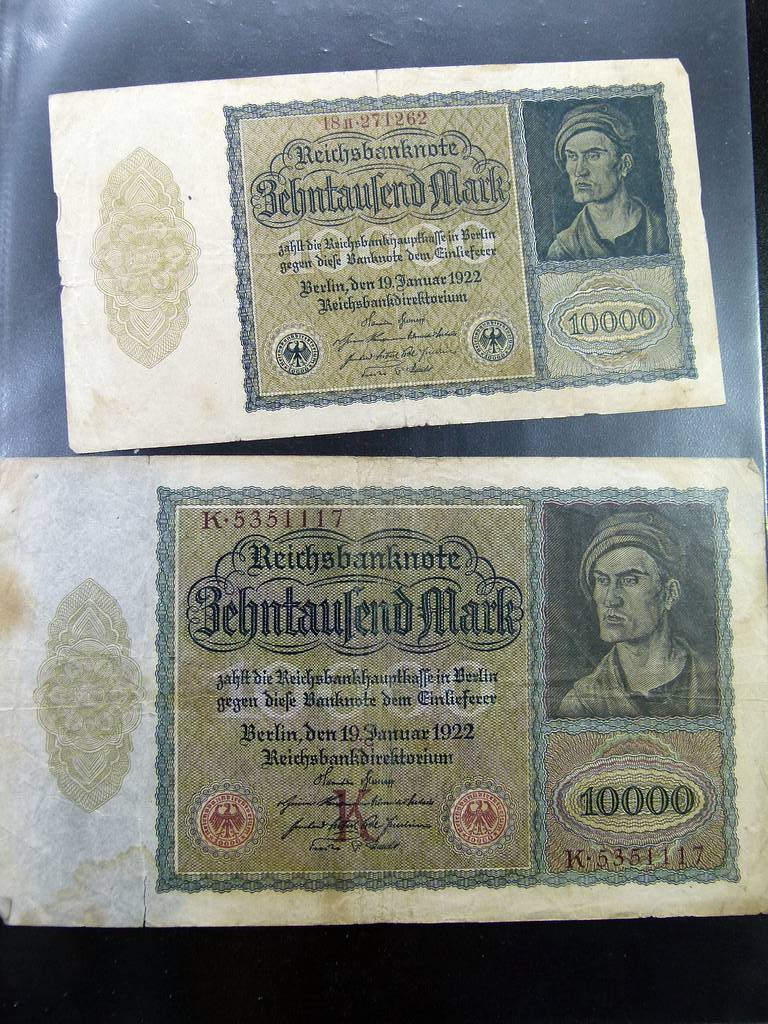 18n·271262
Reichsbanknote
Zehntausend Mark
zahlt die Reichsbankhauptkasse in Berlin
gegen diese Banknote dem Einlieferer
Berlin, den 19. Januar 1922
Reichsbankdirektorium
10000
K·5351117
Reichsbanknote
Zehntausend Mark
zahlt die Reichsbankhauptkasse in Berlin
gegen diese Banknote dem Einlieferer
Berlin, den 19. Januar 1922
Reichsbankdirektorium
K
10000
K·5351117